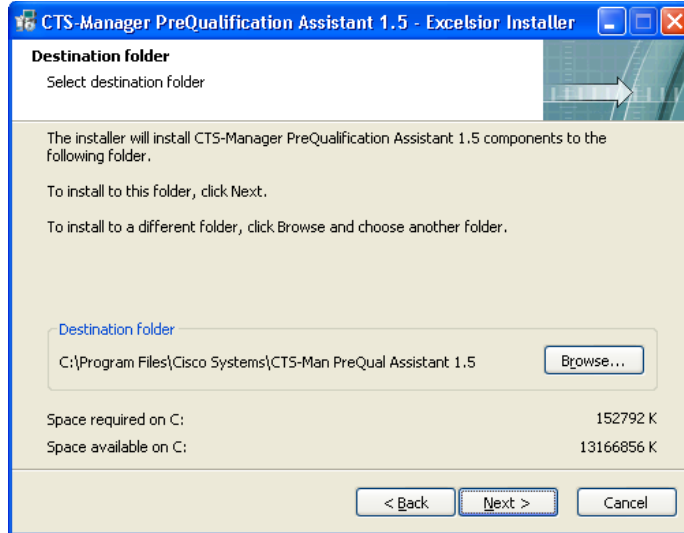 CTS-Manager PreQualification Assistant 1.5 - Excelsior Installer
Destination folder
Select destination folder
The installer will install CTS-Manager PreQualification Assistant 1.5 components to the
following folder.
To install to this folder, click Next.
To install to a different folder, click Browse and choose another folder.
Destination folder
C:\Program Files\Cisco Systems\CTS-Man PreQual Assistant 1.5
Browse...
Space required on C: 152792 K
Space available on C: 13166856 K
< Back Next > Cancel